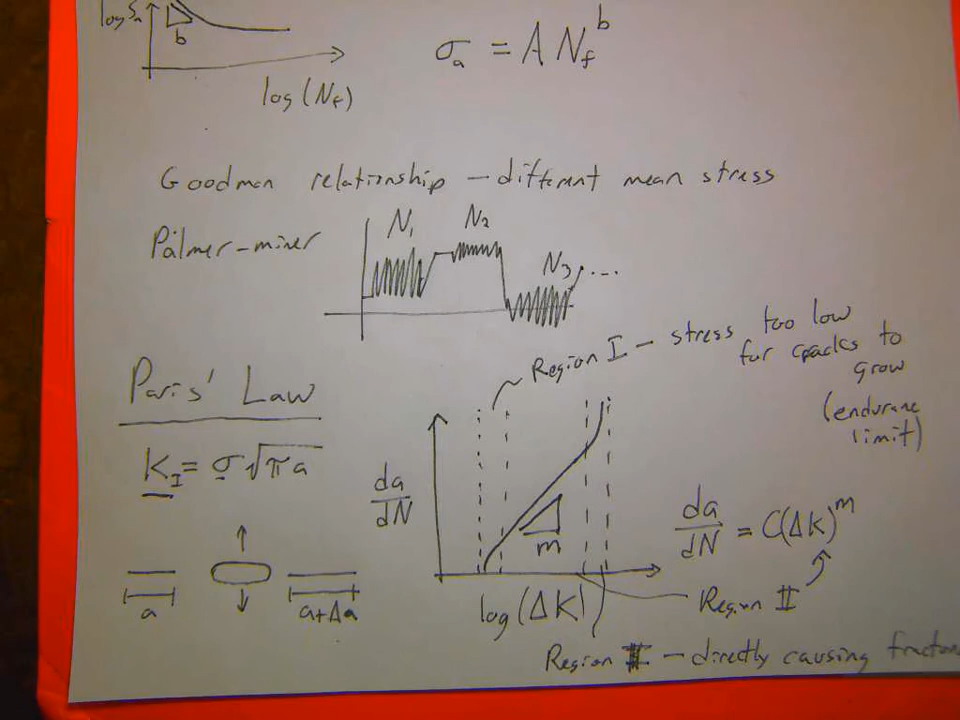 log Sa
b
log (Nf)
σa = A Nf^b
Goodman relationship - different mean stress
Palmer-miner
N1
N2
N3 ...
Region I - stress too low
for cracks to
grow
(endurance
limit)
Paris' Law
KI = σ√πa
da/dN
m
log (ΔK)
da/dN = C(ΔK)^m
Region II
a
a+Δa
Region - directly causing